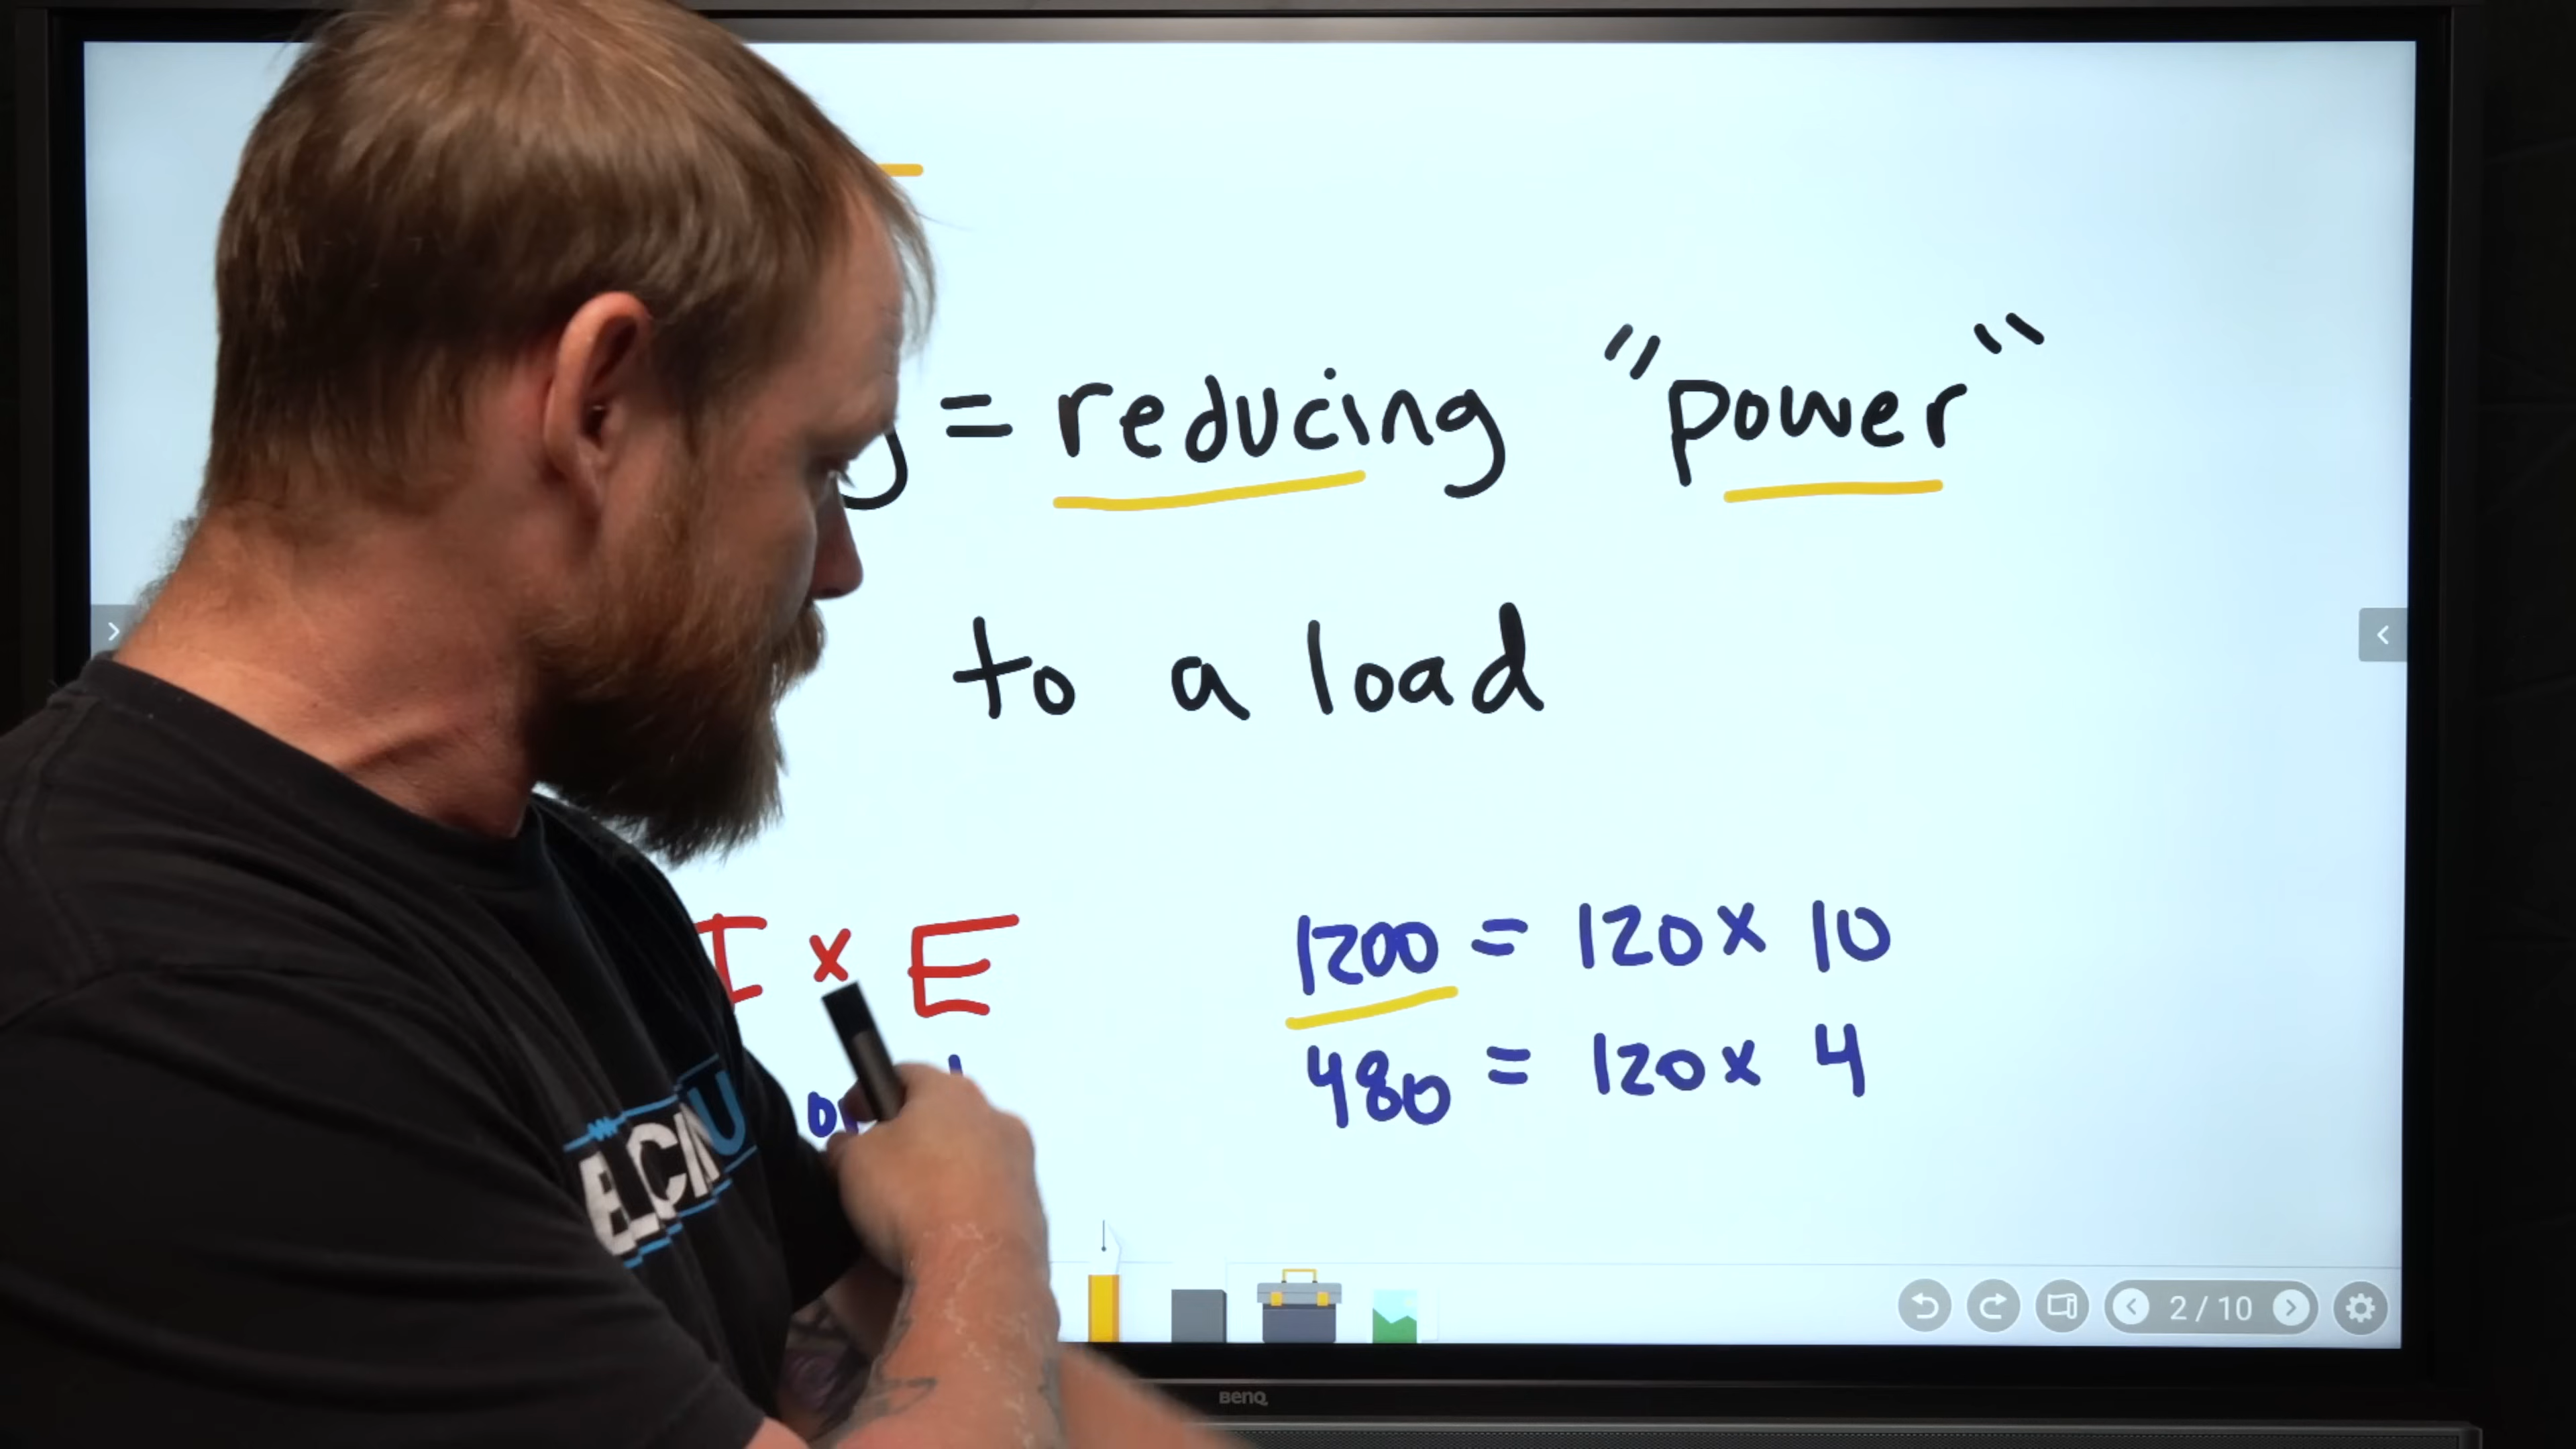 = reducing "power"
to a load
I x E
1200 = 120 x 10
480 = 120 x 4
2 / 10
BenQ